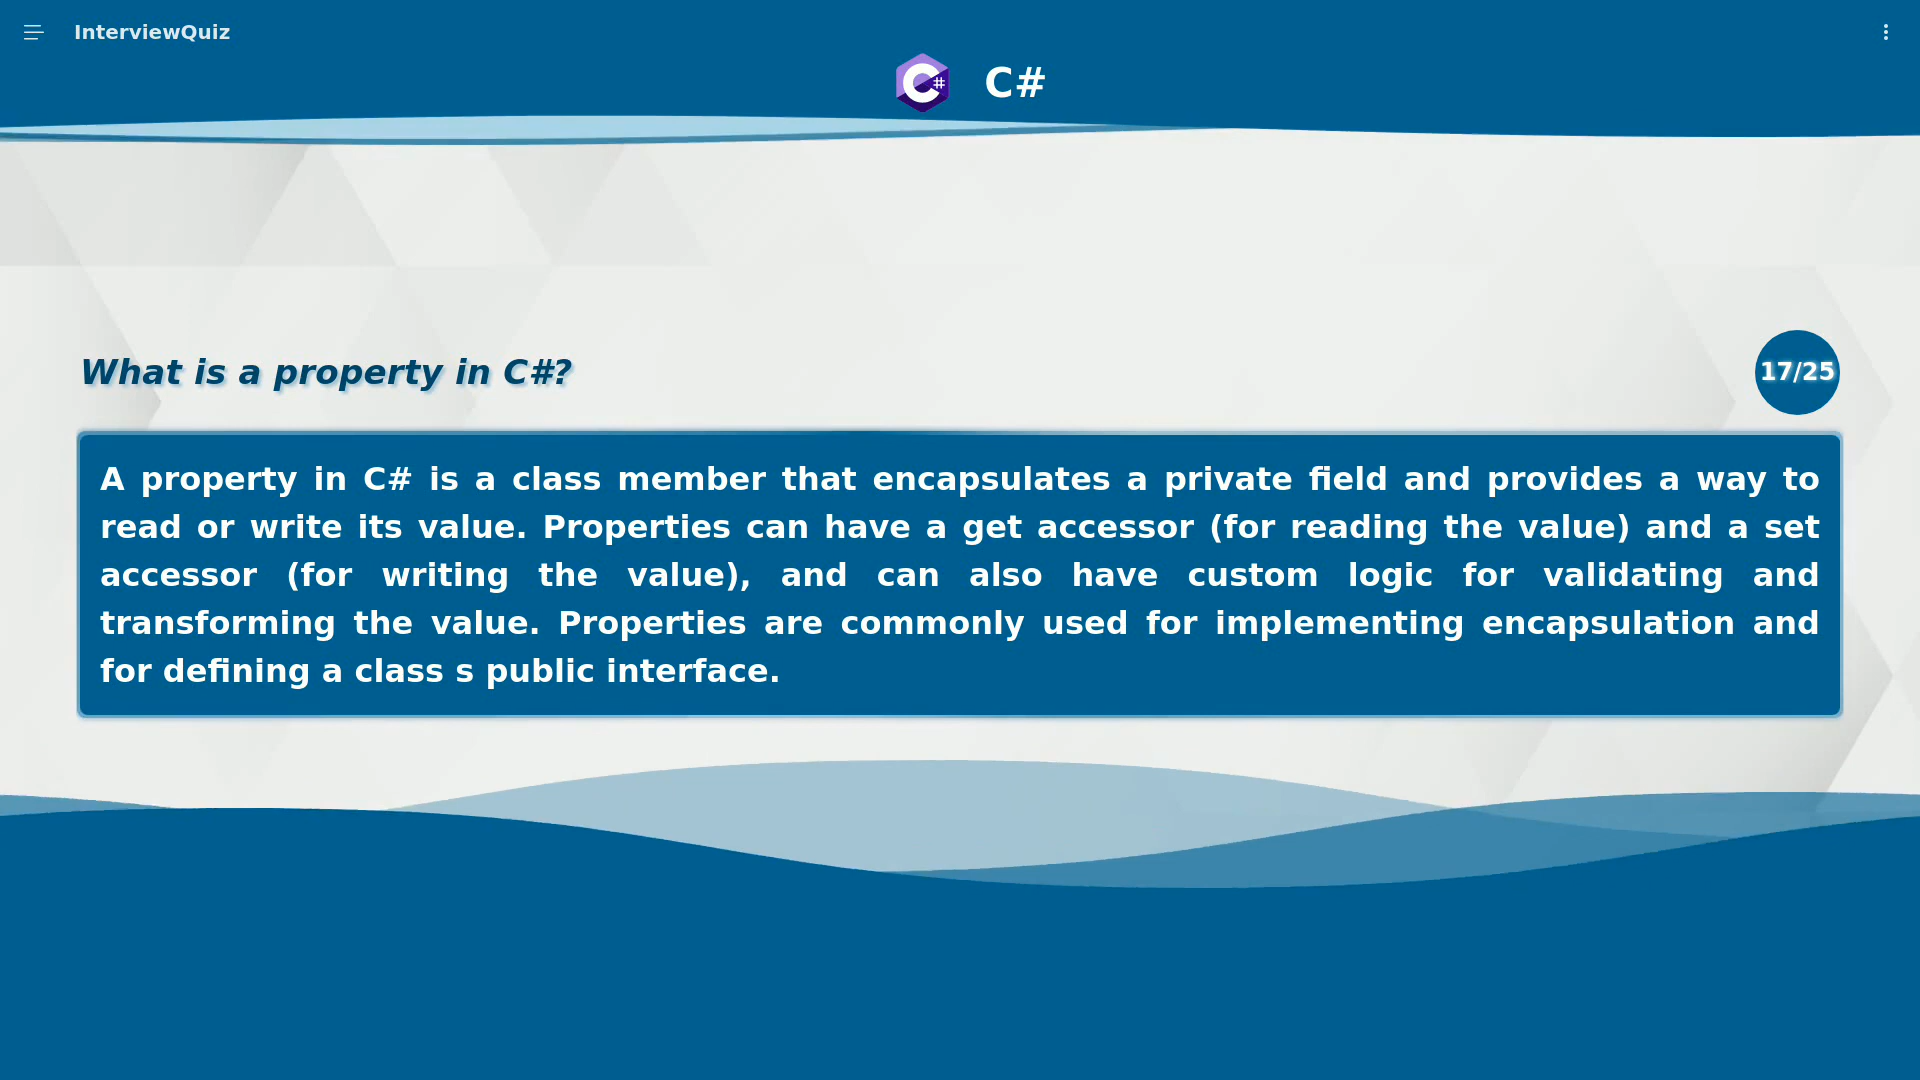 InterviewQuiz
C#
What is a property in C#?
17/25
A property in C# is a class member that encapsulates a private field and provides a way to
read or write its value. Properties can have a get accessor (for reading the value) and a set
accessor (for writing the value), and can also have custom logic for validating and
transforming the value. Properties are commonly used for implementing encapsulation and
for defining a class s public interface.